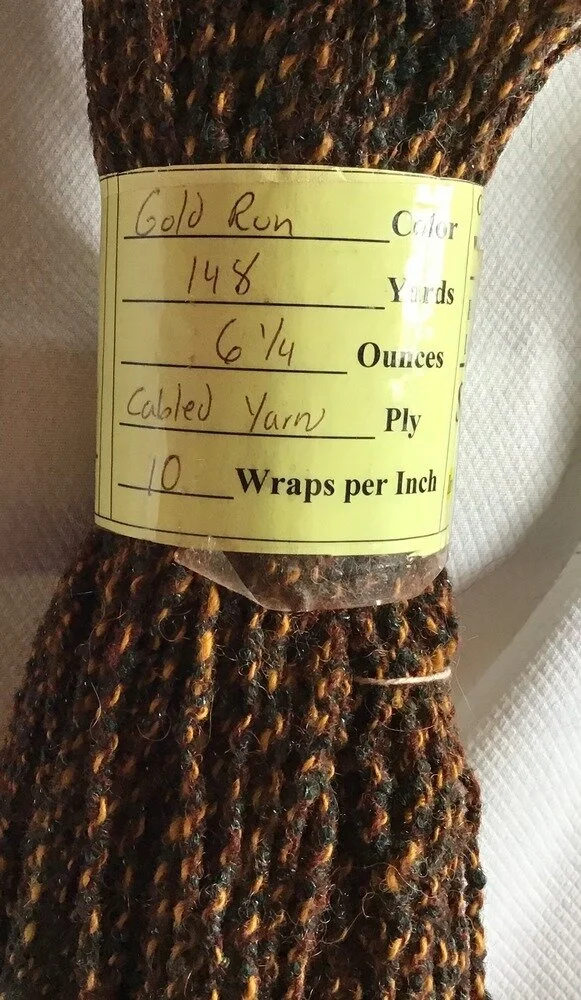 Gold Run Color
148 Yards
6 1/4 Ounces
Cabled Yarn Ply
10 Wraps per Inch